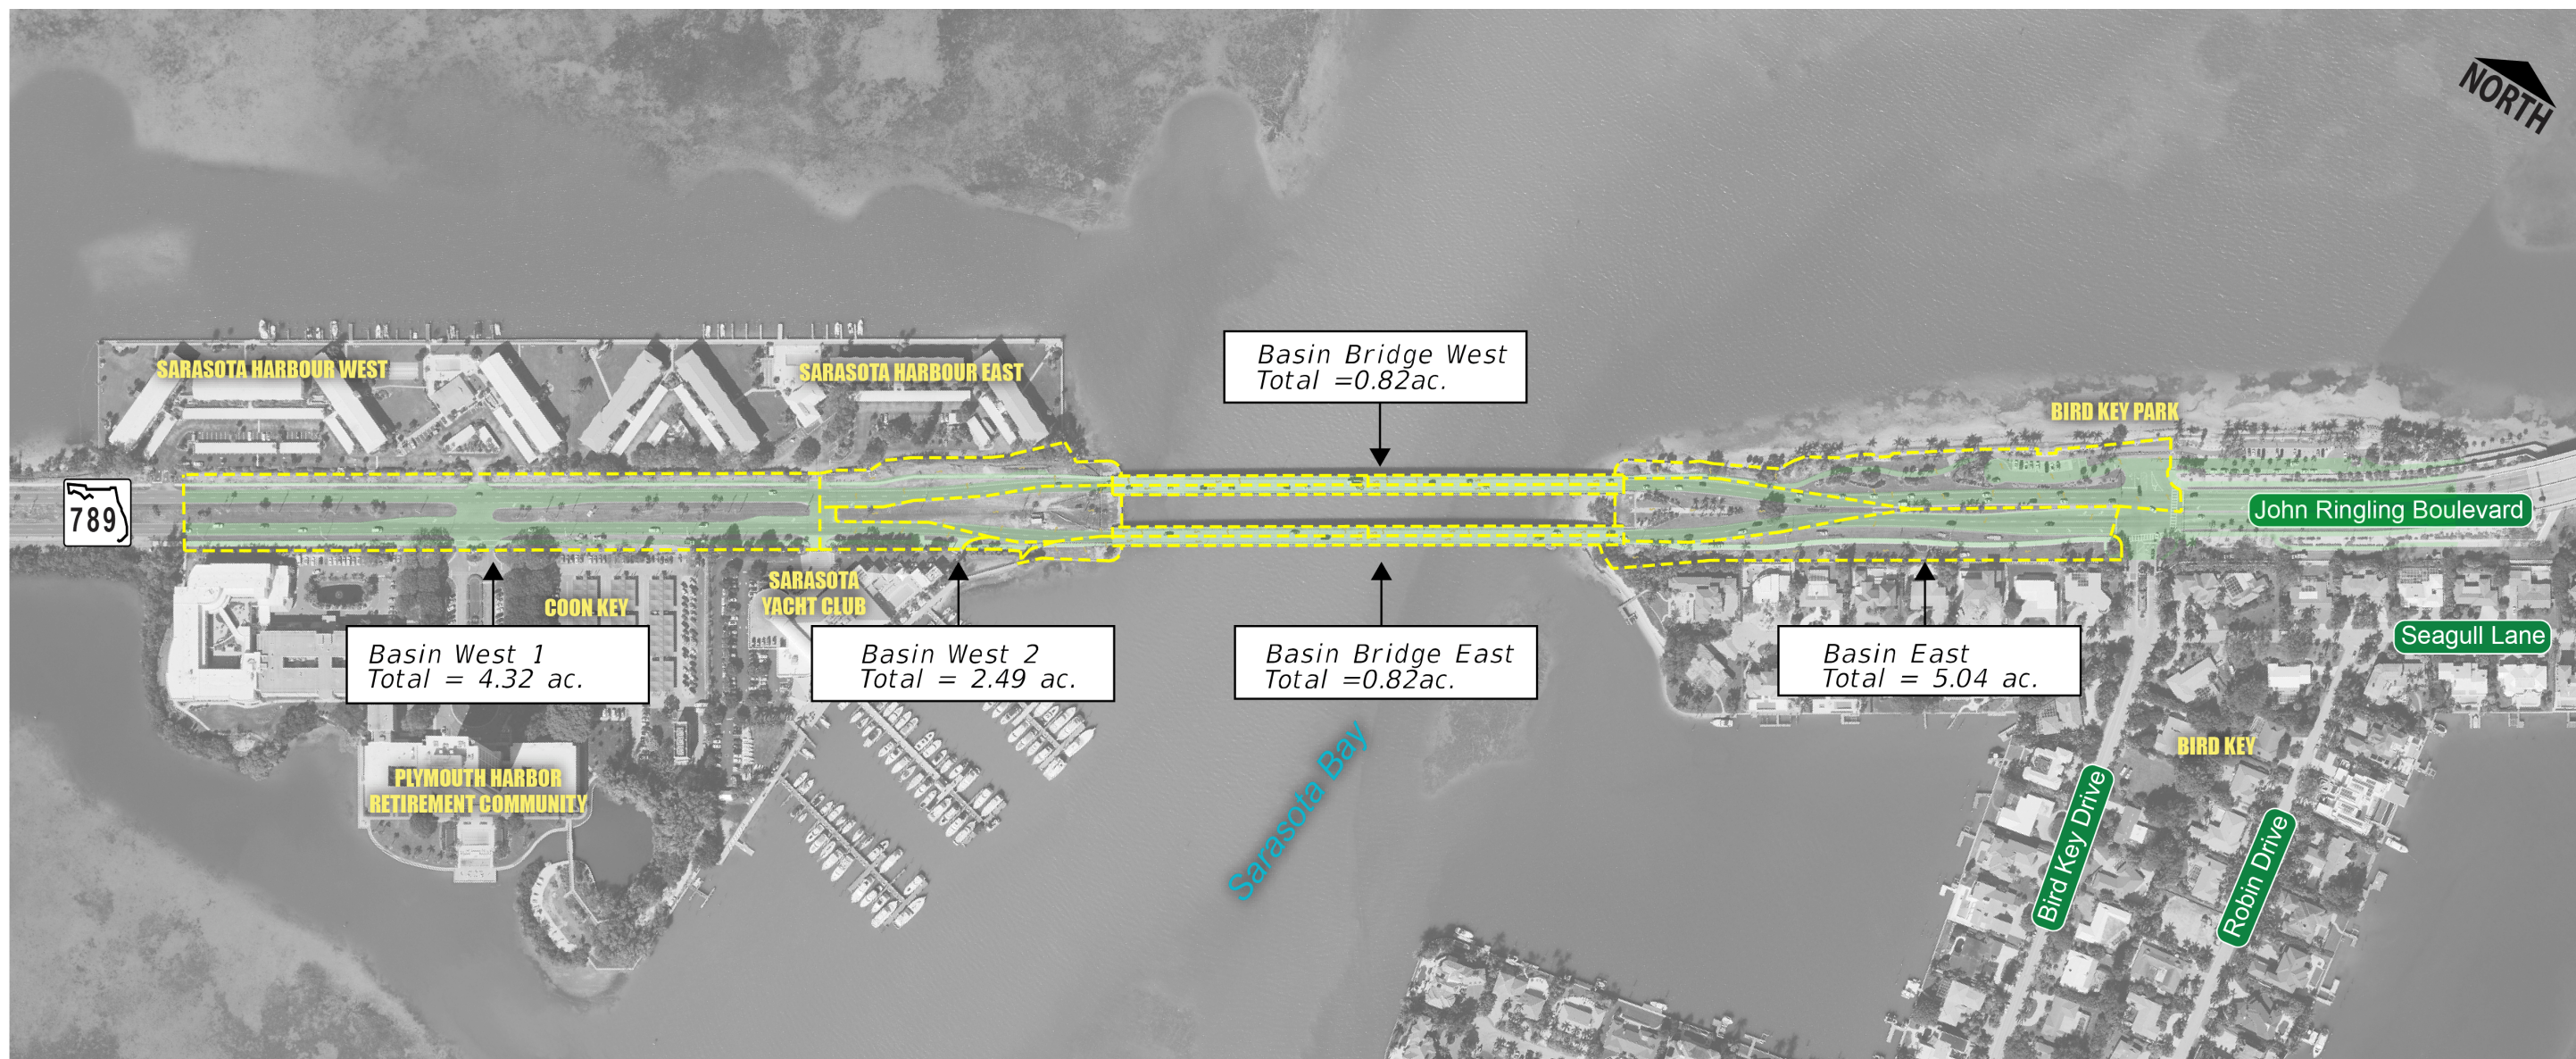 NORTH
Basin Bridge West
Total =0.82ac.
SARASOTA HARBOUR WEST
SARASOTA HARBOUR EAST
BIRD KEY PARK
789
John Ringling Boulevard
SARASOTA
YACHT CLUB
COON KEY
Seagull Lane
Basin West 1
Total = 4.32 ac.
Basin West 2
Total = 2.49 ac.
Basin Bridge East
Total =0.82ac.
Basin East
Total = 5.04 ac.
BIRD KEY
PLYMOUTH HARBOR
RETIREMENT COMMUNITY
Sarasota Bay
Bird Key Drive
Robin Drive